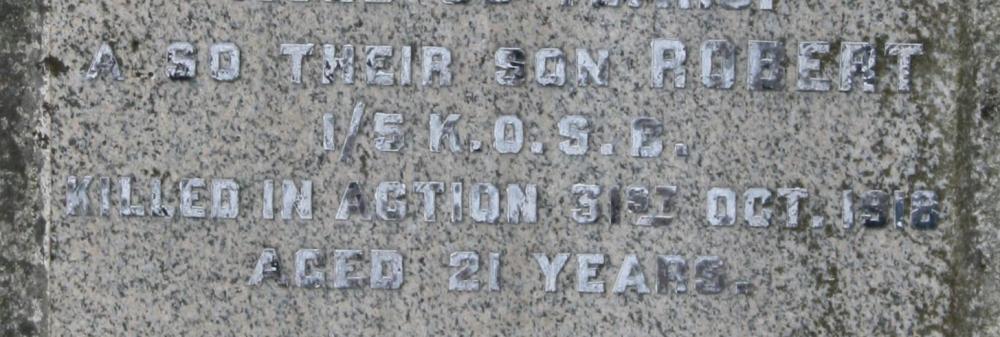 A SO THEIR SON ROBERT
1/5 K.O.S.B.
KILLED IN ACTION 31ST OCT. 1918
AGED 21 YEARS.